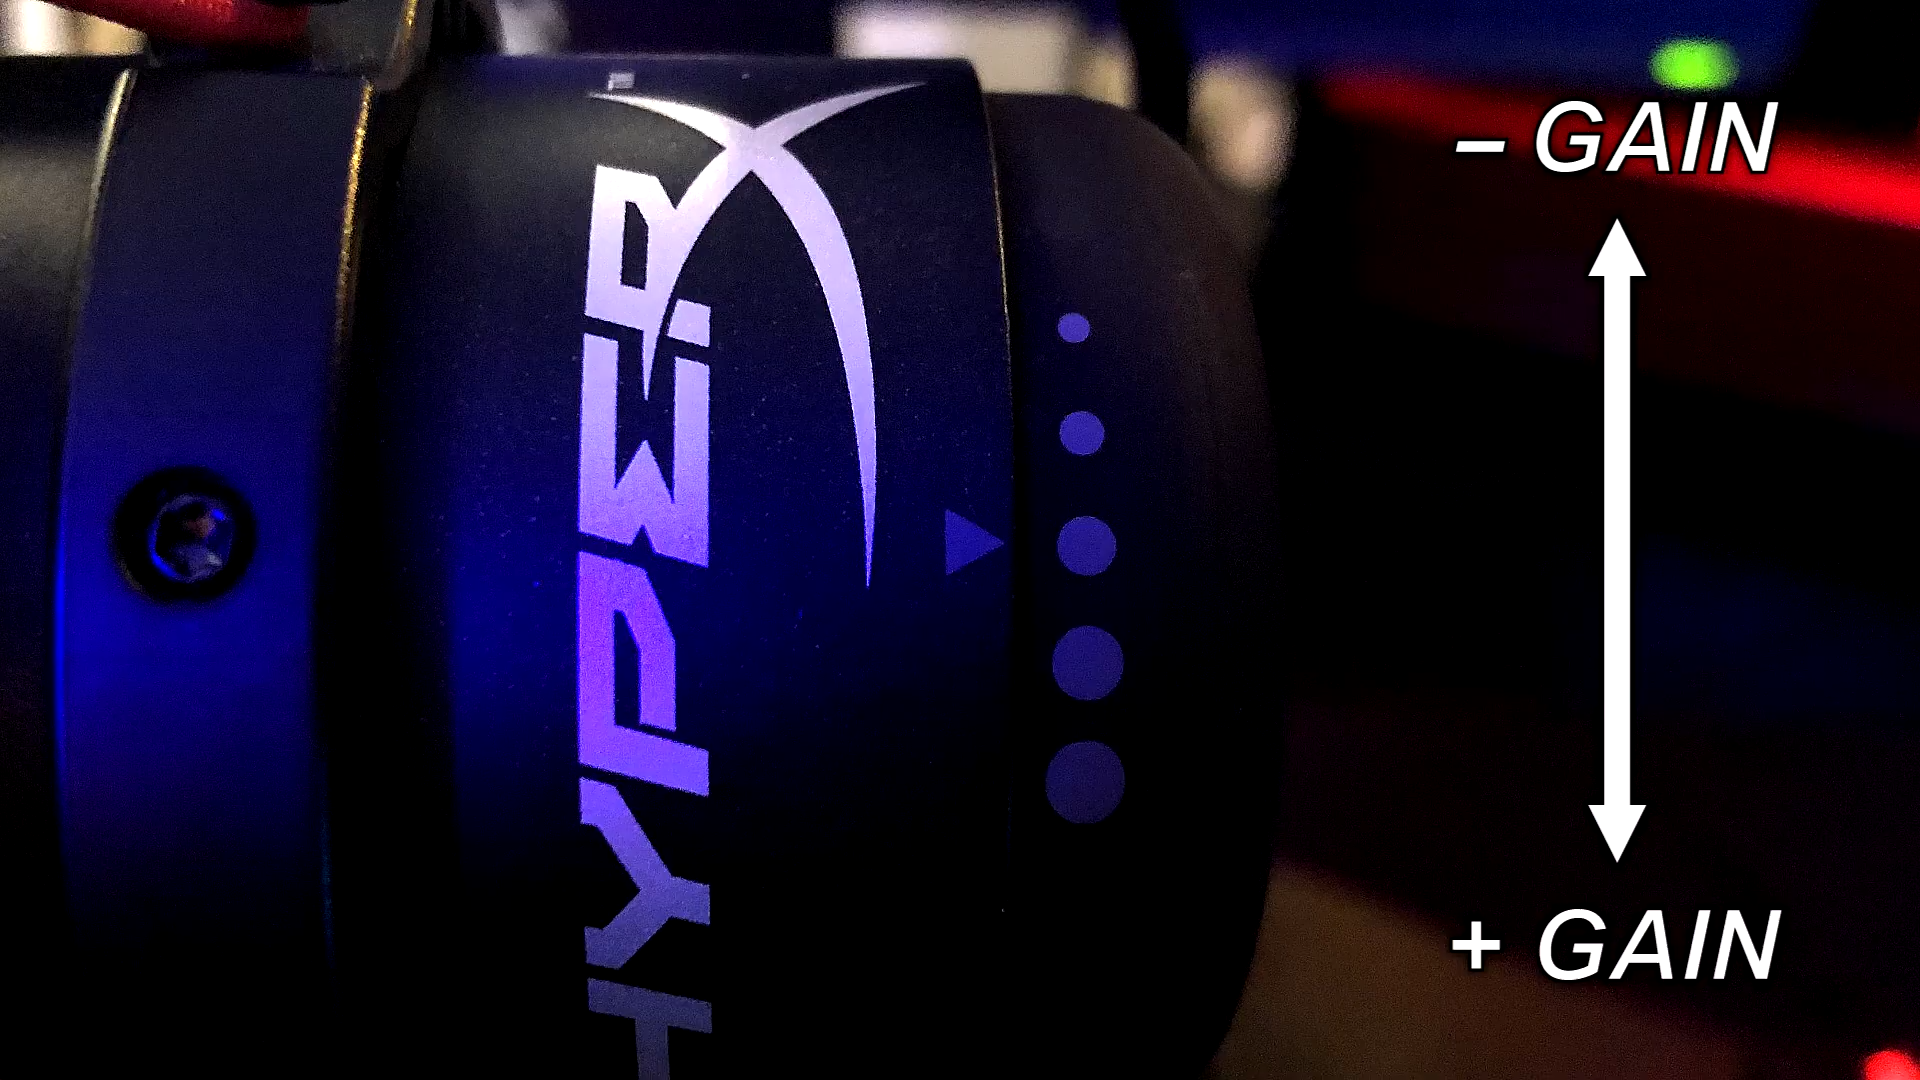 – GAIN
HYPERX
+ GAIN